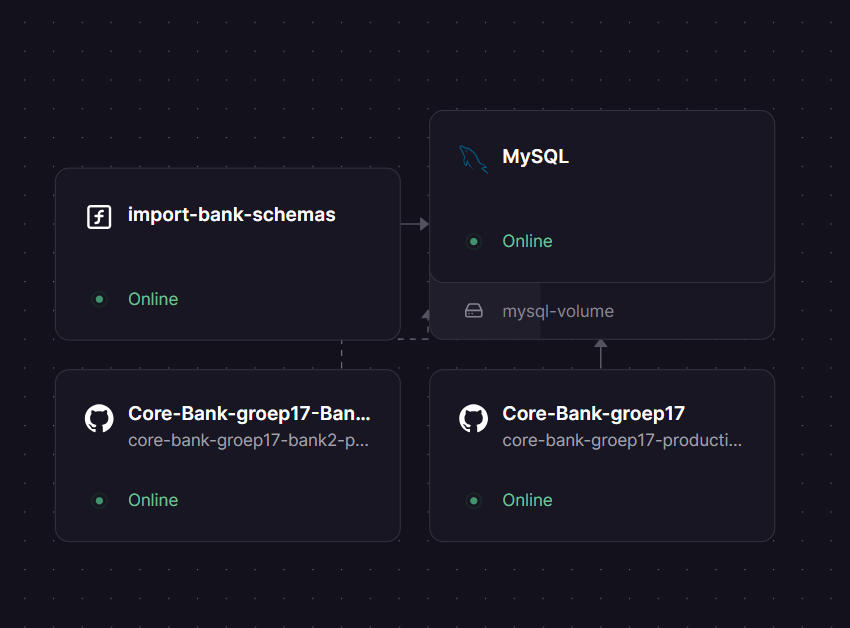 import-bank-schemas
Online
MySQL
Online
mysql-volume
Core-Bank-groep17-Ban...
core-bank-groep17-bank2-p...
Online
Core-Bank-groep17
core-bank-groep17-producti...
Online